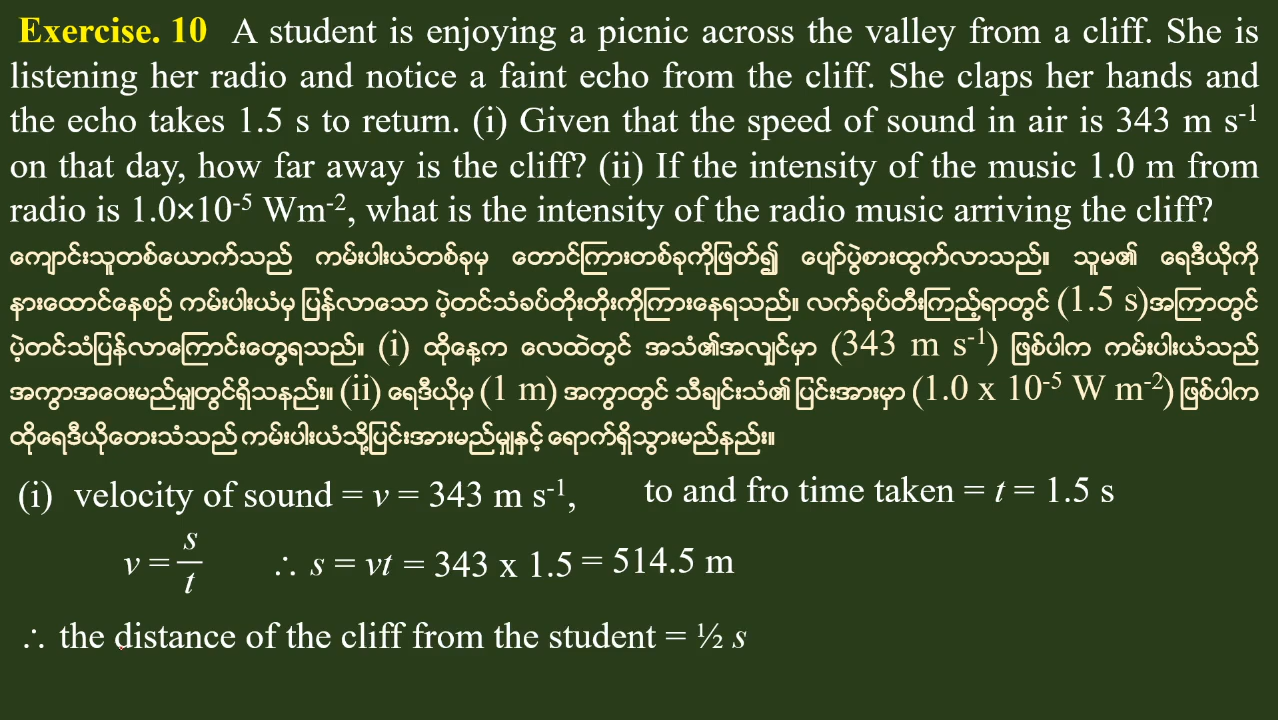 Exercise. 10 A student is enjoying a picnic across the valley from a cliff. She is
listening her radio and notice a faint echo from the cliff. She claps her hands and
the echo takes 1.5 s to return. (i) Given that the speed of sound in air is 343 m s⁻¹
on that day, how far away is the cliff? (ii) If the intensity of the music 1.0 m from
radio is 1.0×10⁻⁵ Wm⁻², what is the intensity of the radio music arriving the cliff?
ကျောင်းသူတစ်ယောက်သည် ကမ်းပါးယံတစ်ခုမှ တောင်ကြားတစ်ခုကိုဖြတ်၍ ပျော်ပွဲစားထွက်လာသည်။ သူမ၏ ရေဒီယိုကို
နားထောင်နေစဉ် ကမ်းပါးယံမှ ပြန်လာသော ပဲ့တင်သံခပ်တိုးတိုးကိုကြားနေရသည်။ လက်ခုပ်တီးကြည့်ရာတွင် (1.5 s)အကြာတွင်
ပဲ့တင်သံပြန်လာကြောင်းတွေ့ရသည်။ (i) ထိုနေ့က လေထဲတွင် အသံ၏အလျင်မှာ (343 m s⁻¹) ဖြစ်ပါက ကမ်းပါးယံသည်
အကွာအဝေးမည်မျှတွင်ရှိသနည်း။ (ii) ရေဒီယိုမှ (1 m) အကွာတွင် သီချင်းသံ၏ ပြင်းအားမှာ (1.0 x 10⁻⁵ W m⁻²) ဖြစ်ပါက
ထိုရေဒီယိုတေးသံသည် ကမ်းပါးယံသို့ပြင်းအားမည်မျှနှင့် ရောက်ရှိသွားမည်နည်း။
(i) velocity of sound = v = 343 m s⁻¹, to and fro time taken = t = 1.5 s
v = s/t ∴ s = vt = 343 x 1.5 = 514.5 m
∴ the distance of the cliff from the student = ½ s